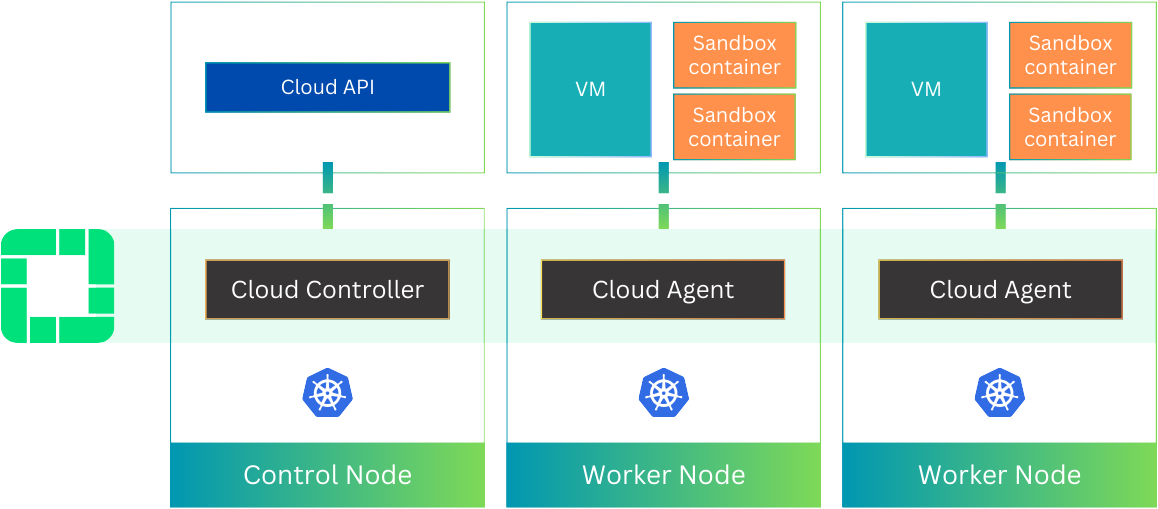 Cloud API
VM
Sandbox
container
Sandbox
container
VM
Sandbox
container
Sandbox
container
Cloud Controller
Cloud Agent
Cloud Agent
Control Node
Worker Node
Worker Node